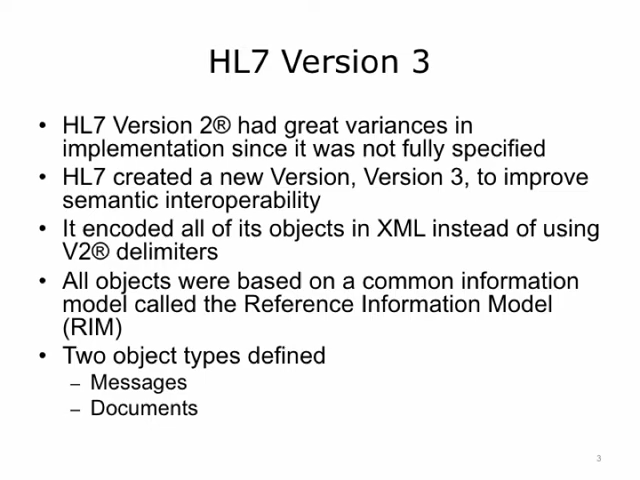 HL7 Version 3
• HL7 Version 2® had great variances in
implementation since it was not fully specified
• HL7 created a new Version, Version 3, to improve
semantic interoperability
• It encoded all of its objects in XML instead of using
V2® delimiters
• All objects were based on a common information
model called the Reference Information Model
(RIM)
• Two object types defined
– Messages
– Documents
3